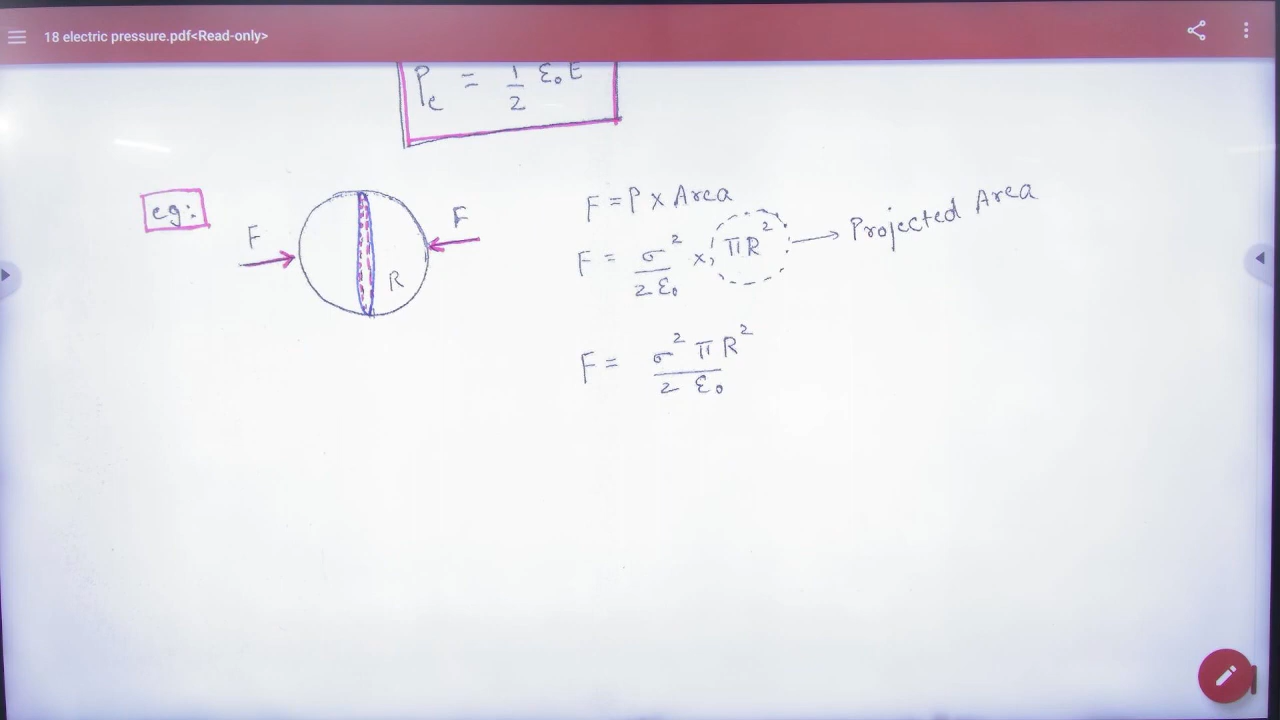 18 electric pressure.pdf<Read-only>
Pe = 1/2 ε₀E
eg:
F
F
R
F = P x Area
F = σ²/2ε₀ x πR² → Projected Area
F = σ²πR²/2ε₀